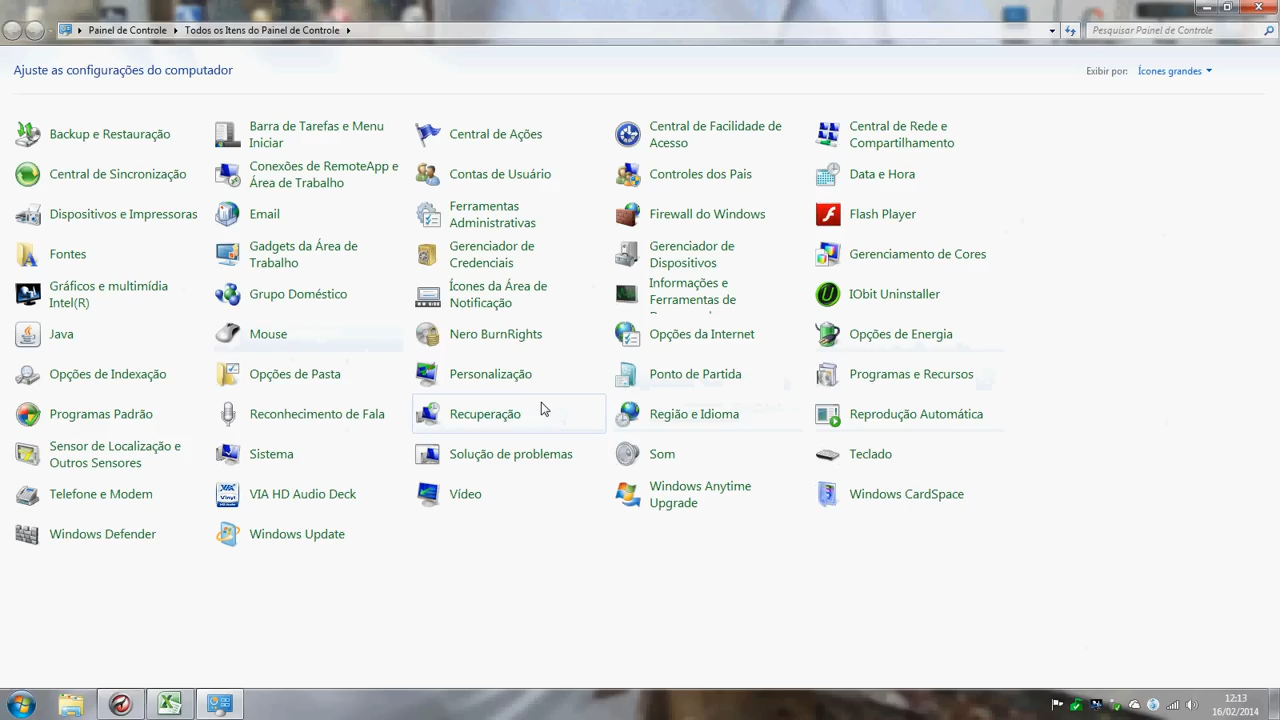 Painel de Controle
Todos os Itens do Painel de Controle
Pesquisar Painel de Controle
Ajuste as configurações do computador
Exibir por:
Ícones grandes
Backup e Restauração
Barra de Tarefas e Menu
Iniciar
Central de Ações
Central de Facilidade de
Acesso
Central de Rede e
Compartilhamento
Central de Sincronização
Conexões de RemoteApp e
Área de Trabalho
Contas de Usuário
Controles dos Pais
Data e Hora
Dispositivos e Impressoras
Email
Ferramentas
Administrativas
Firewall do Windows
Flash Player
Fontes
Gadgets da Área de
Trabalho
Gerenciador de
Credenciais
Gerenciador de
Dispositivos
Gerenciamento de Cores
Gráficos e multimídia
Intel(R)
Grupo Doméstico
Ícones da Área de
Notificação
Informações e
Ferramentas de
IObit Uninstaller
Java
Mouse
Nero BurnRights
Opções da Internet
Opções de Energia
Opções de Indexação
Opções de Pasta
Personalização
Ponto de Partida
Programas e Recursos
Programas Padrão
Reconhecimento de Fala
Recuperação
Região e Idioma
Reprodução Automática
Sensor de Localização e
Outros Sensores
Sistema
Solução de problemas
Som
Teclado
Telefone e Modem
VIA HD Audio Deck
Vídeo
Windows Anytime
Upgrade
Windows CardSpace
Windows Defender
Windows Update
12:13
16/02/2014